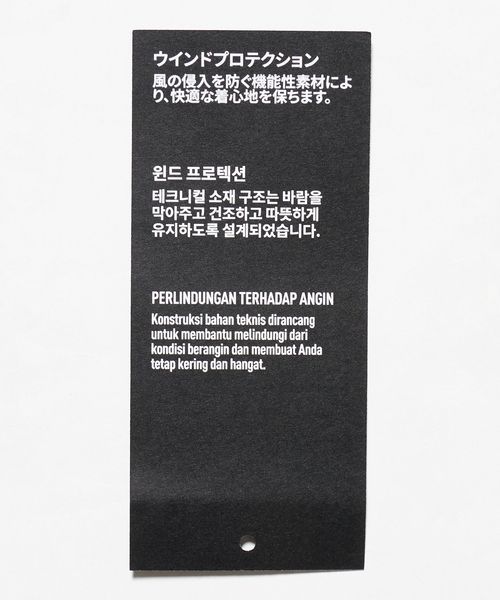 ウインドプロテクション
風の侵入を防ぐ機能性素材によ
り、快適な着心地を保ちます。
윈드 프로텍션
테크니컬 소재 구조는 바람을
막아주고 건조하고 따뜻하게
유지하도록 설계되었습니다.
PERLINDUNGAN TERHADAP ANGIN
Konstruksi bahan teknis dirancang
untuk membantu melindungi dari
kondisi berangin dan membuat Anda
tetap kering dan hangat.